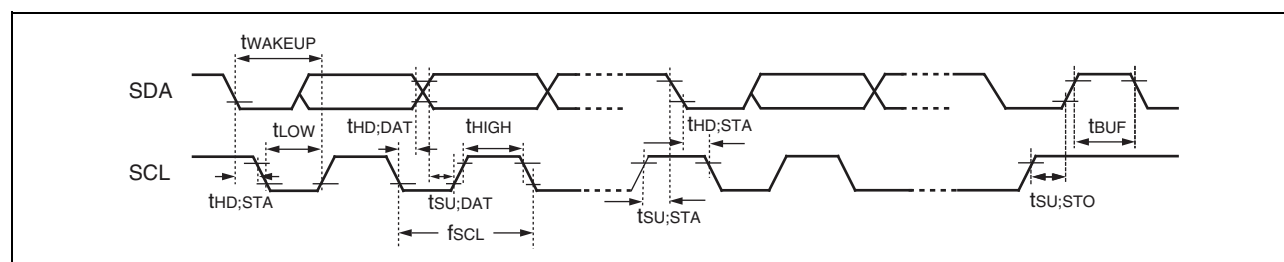 tWAKEUP
SDA
tLOW
tHD;DAT
tHIGH
tHD;STA
tBUF
SCL
tHD;STA
tSU;DAT
tSU;STA
tSU;STO
fSCL